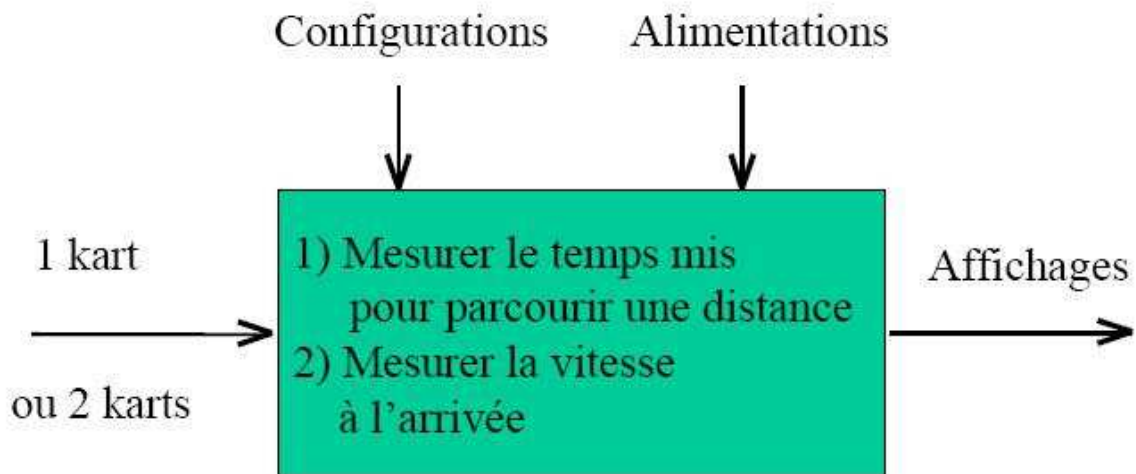 Configurations
Alimentations
1 kart
ou 2 karts
1) Mesurer le temps mis
pour parcourir une distance
2) Mesurer la vitesse
à l'arrivée
Affichages